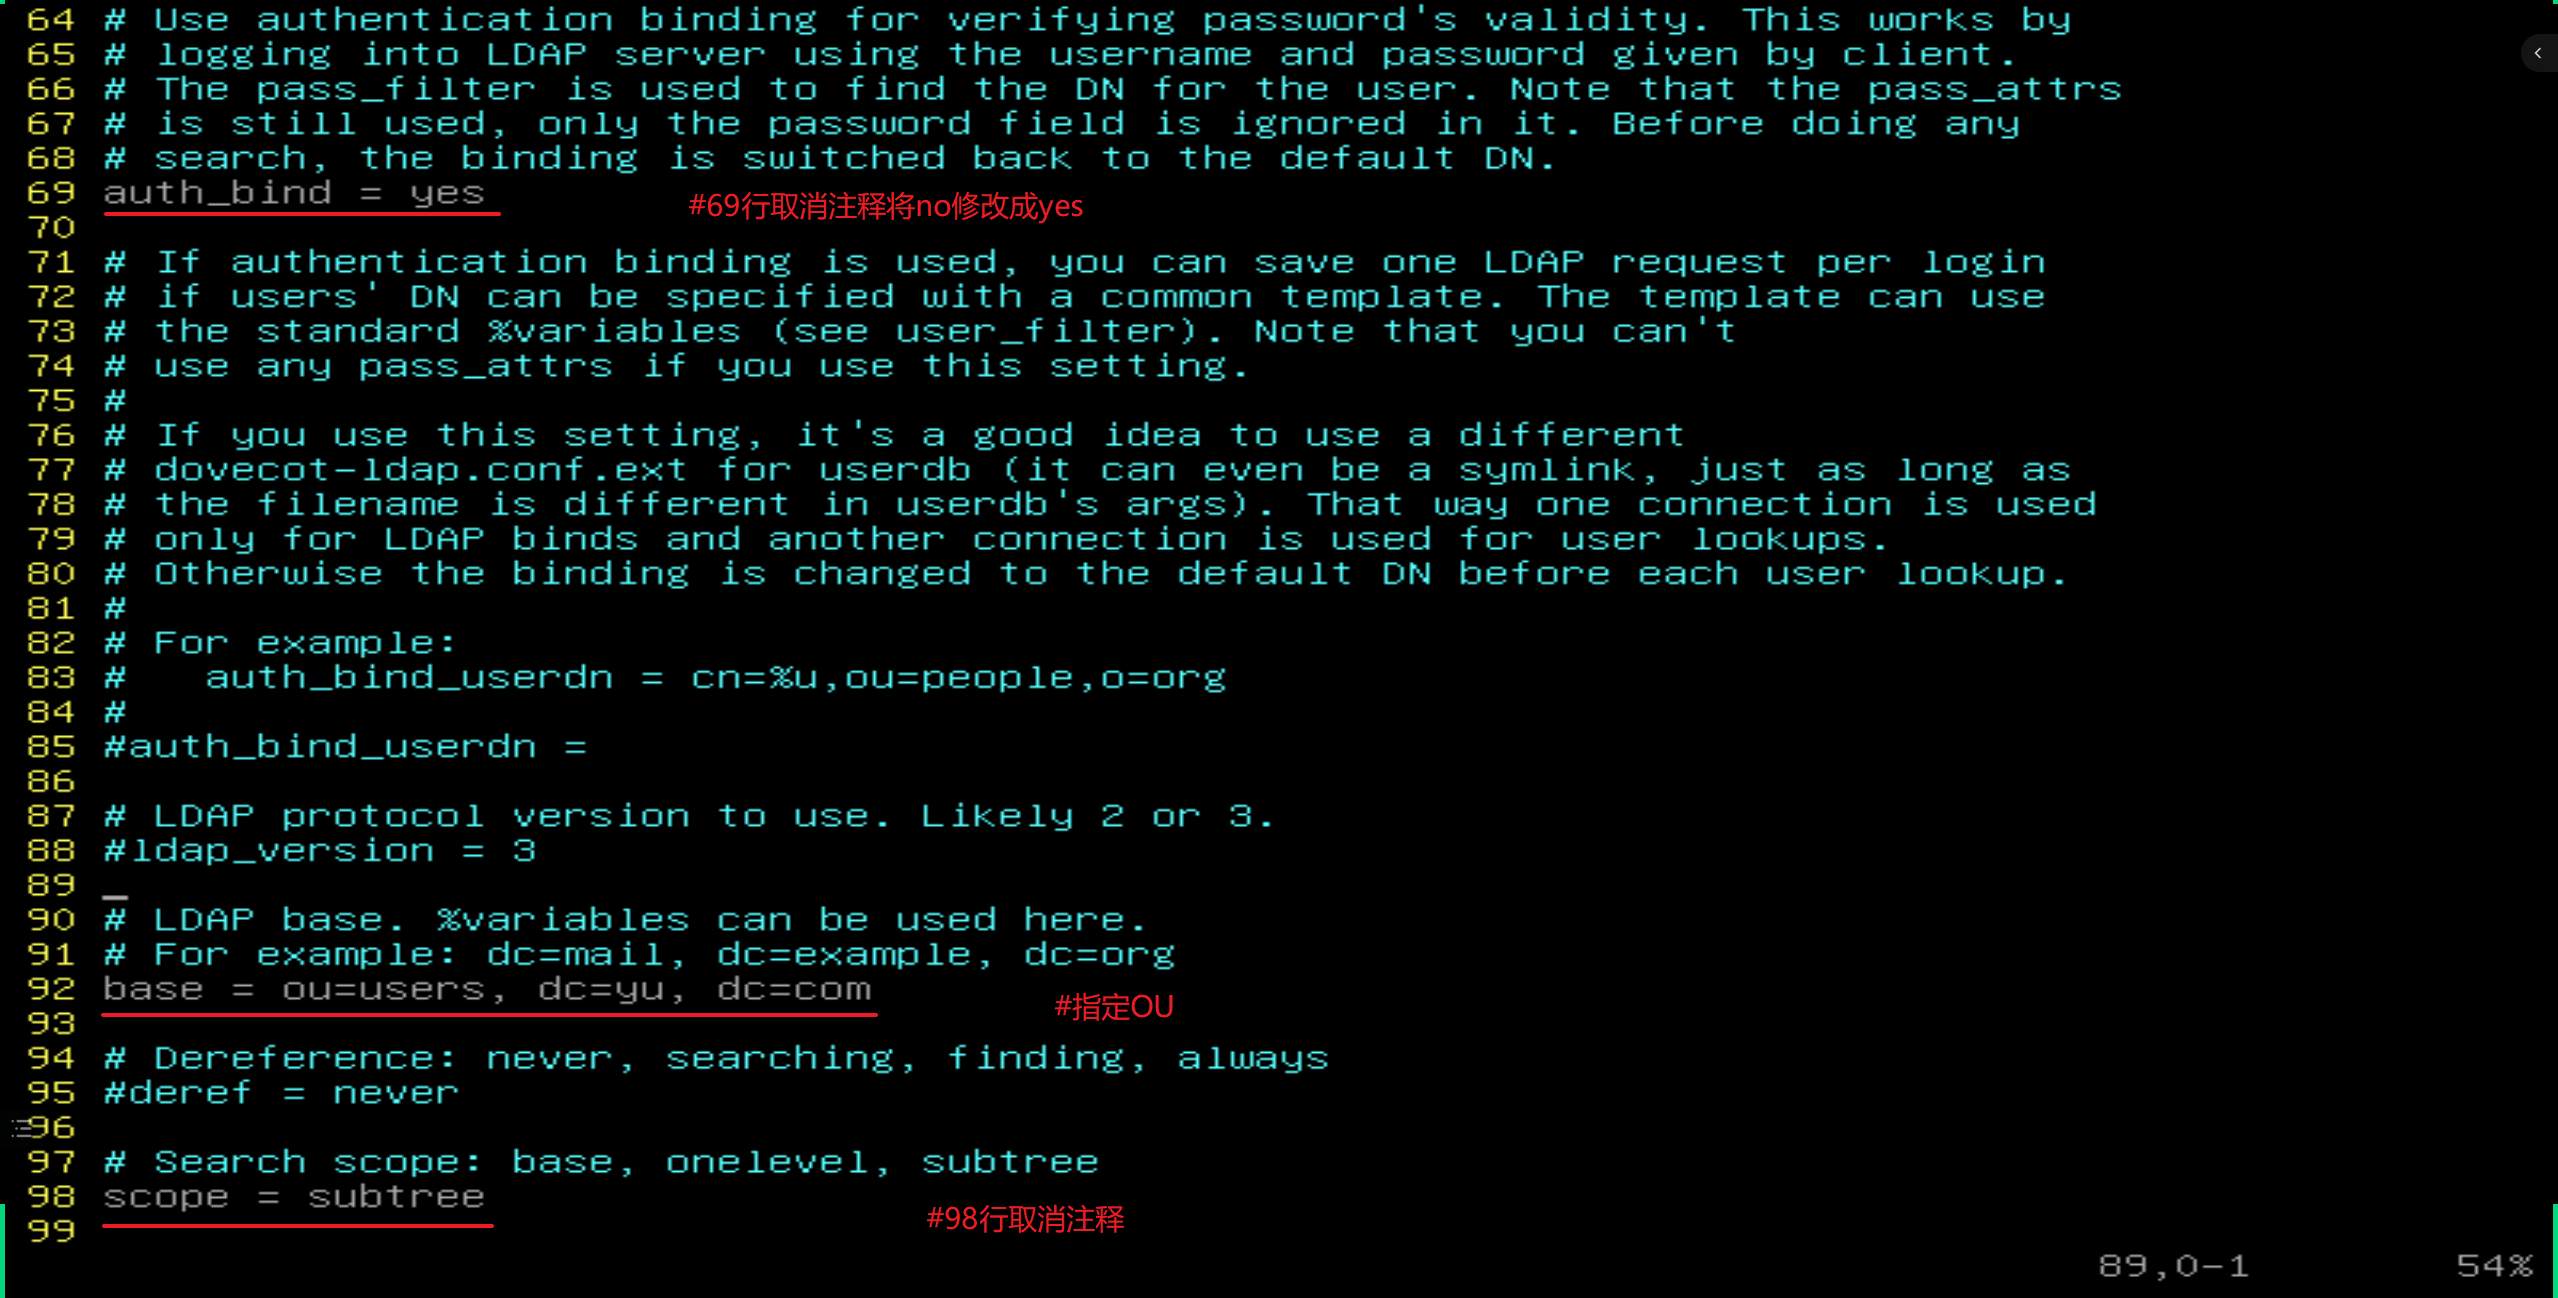 64 # Use authentication binding for verifying password's validity. This works by
65 # logging into LDAP server using the username and password given by client.
66 # The pass_filter is used to find the DN for the user. Note that the pass_attrs
67 # is still used, only the password field is ignored in it. Before doing any
68 # search, the binding is switched back to the default DN.
69 auth_bind = yes #69行取消注释将no修改成yes
70
71 # If authentication binding is used, you can save one LDAP request per login
72 # if users' DN can be specified with a common template. The template can use
73 # the standard %variables (see user_filter). Note that you can't
74 # use any pass_attrs if you use this setting.
75 #
76 # If you use this setting, it's a good idea to use a different
77 # dovecot-ldap.conf.ext for userdb (it can even be a symlink, just as long as
78 # the filename is different in userdb's args). That way one connection is used
79 # only for LDAP binds and another connection is used for user lookups.
80 # Otherwise the binding is changed to the default DN before each user lookup.
81 #
82 # For example:
83 #   auth_bind_userdn = cn=%u,ou=people,o=org
84 #
85 #auth_bind_userdn =
86
87 # LDAP protocol version to use. Likely 2 or 3.
88 #ldap_version = 3
89
90 # LDAP base. %variables can be used here.
91 # For example: dc=mail, dc=example, dc=org
92 base = ou=users, dc=yu, dc=com #指定OU
93
94 # Dereference: never, searching, finding, always
95 #deref = never
96
97 # Search scope: base, onelevel, subtree
98 scope = subtree #98行取消注释
99
89,0-1 54%